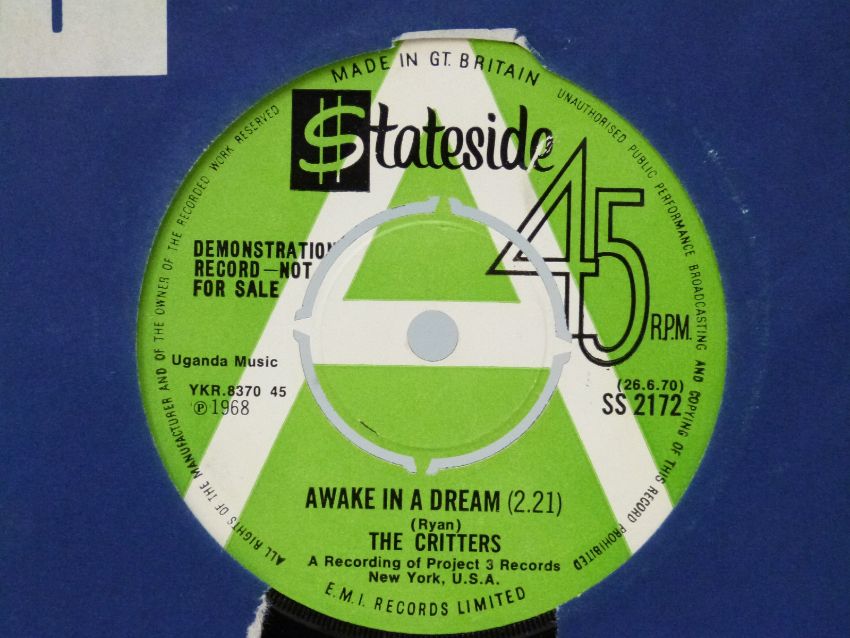 MADE IN GT. BRITAIN
UNAUTHORISED PUBLIC PERFORMANCE BROADCASTING AND COPYING OF THIS RECORD PROHIBITED
ALL RIGHTS OF THE MANUFACTURER AND OF THE OWNER OF THE RECORDED WORK RESERVED
$tateside
45
R.P.M.
DEMONSTRATION
RECORD—NOT
FOR SALE
A
Uganda Music
YKR.8370 45
℗ 1968
(26.6.70)
SS 2172
AWAKE IN A DREAM (2.21)
(Ryan)
THE CRITTERS
A Recording of Project 3 Records
New York, U.S.A.
E.M.I. RECORDS LIMITED